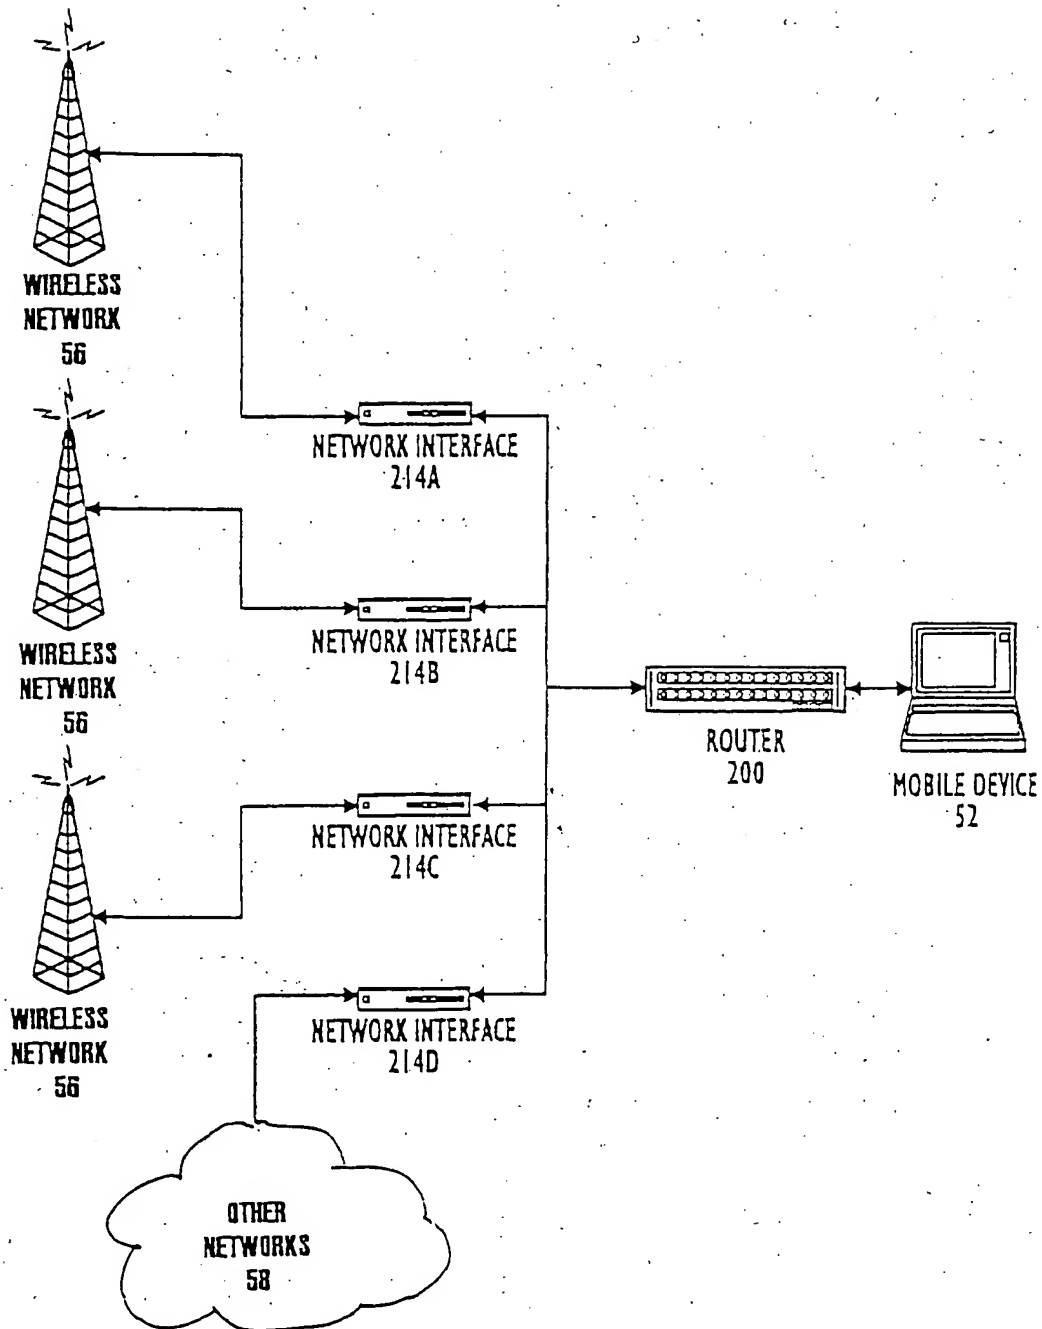 WIRELESS
NETWORK
56
NETWORK INTERFACE
214A
WIRELESS
NETWORK
56
NETWORK INTERFACE
214B
ROUTER
200
MOBILE DEVICE
52
NETWORK INTERFACE
214C
WIRELESS
NETWORK
56
NETWORK INTERFACE
214D
OTHER
NETWORKS
58